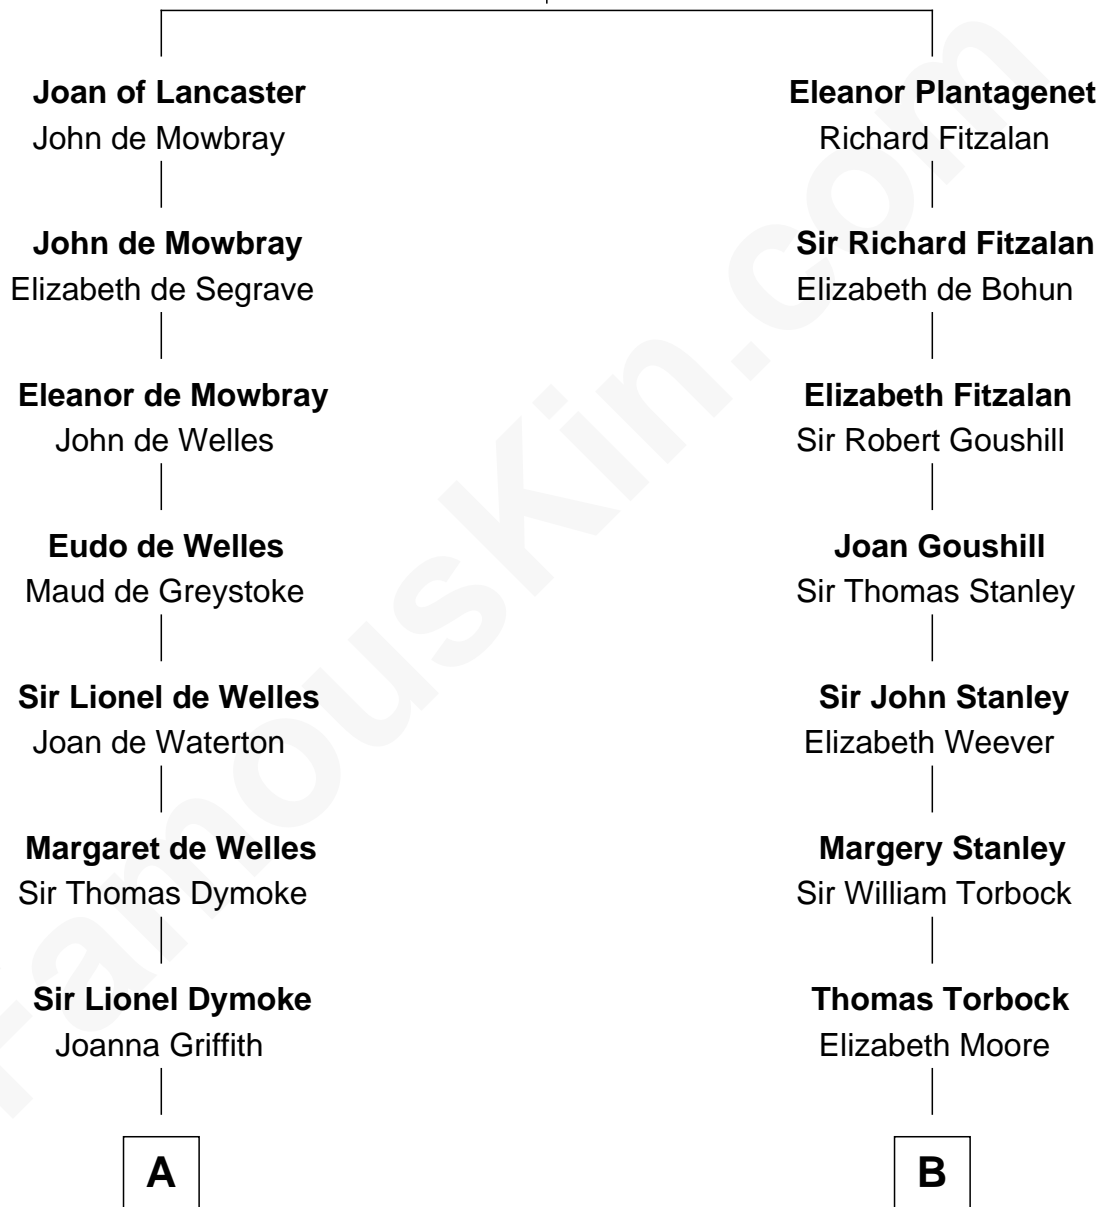 Joan of Lancaster
John de Mowbray
John de Mowbray
Elizabeth de Segrave
Eleanor de Mowbray
John de Welles
Eudo de Welles
Maud de Greystoke
Sir Lionel de Welles
Joan de Waterton
Margaret de Welles
Sir Thomas Dymoke
Sir Lionel Dymoke
Joanna Griffith
A
Eleanor Plantagenet
Richard Fitzalan
Sir Richard Fitzalan
Elizabeth de Bohun
Elizabeth Fitzalan
Sir Robert Goushill
Joan Goushill
Sir Thomas Stanley
Sir John Stanley
Elizabeth Weever
Margery Stanley
Sir William Torbock
Thomas Torbock
Elizabeth Moore
B
FamousKin.com